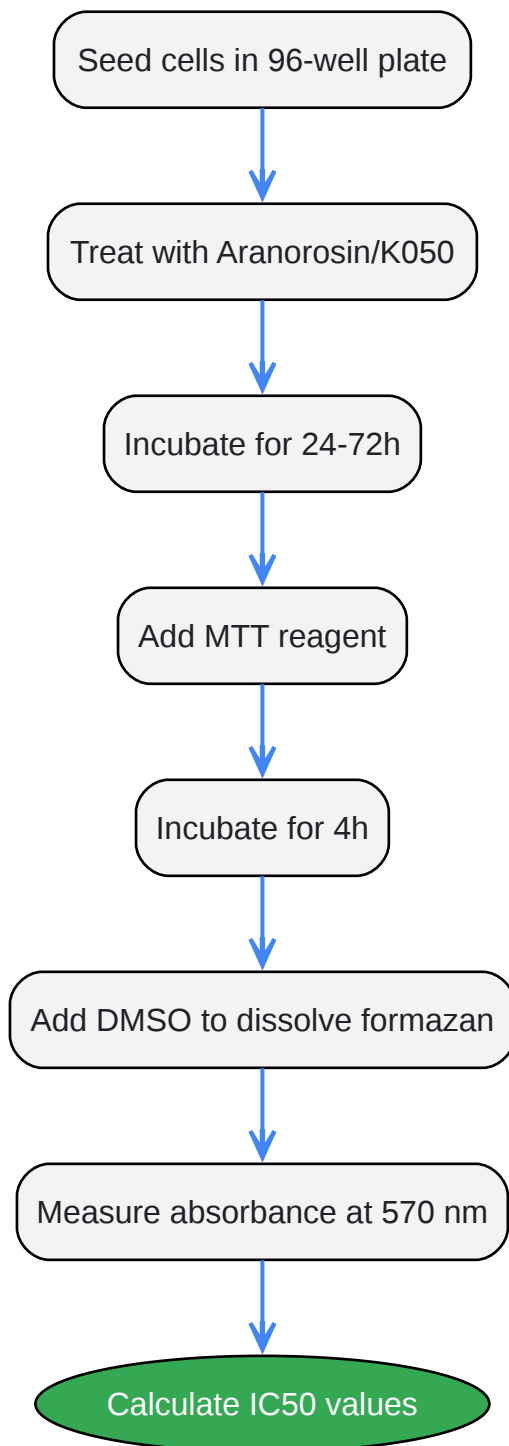 Seed cells in 96-well plate
Treat with Aranorosin/K050
Incubate for 24-72h
Add MTT reagent
Incubate for 4h
Add DMSO to dissolve formazan
Measure absorbance at 570 nm
Calculate IC50 values